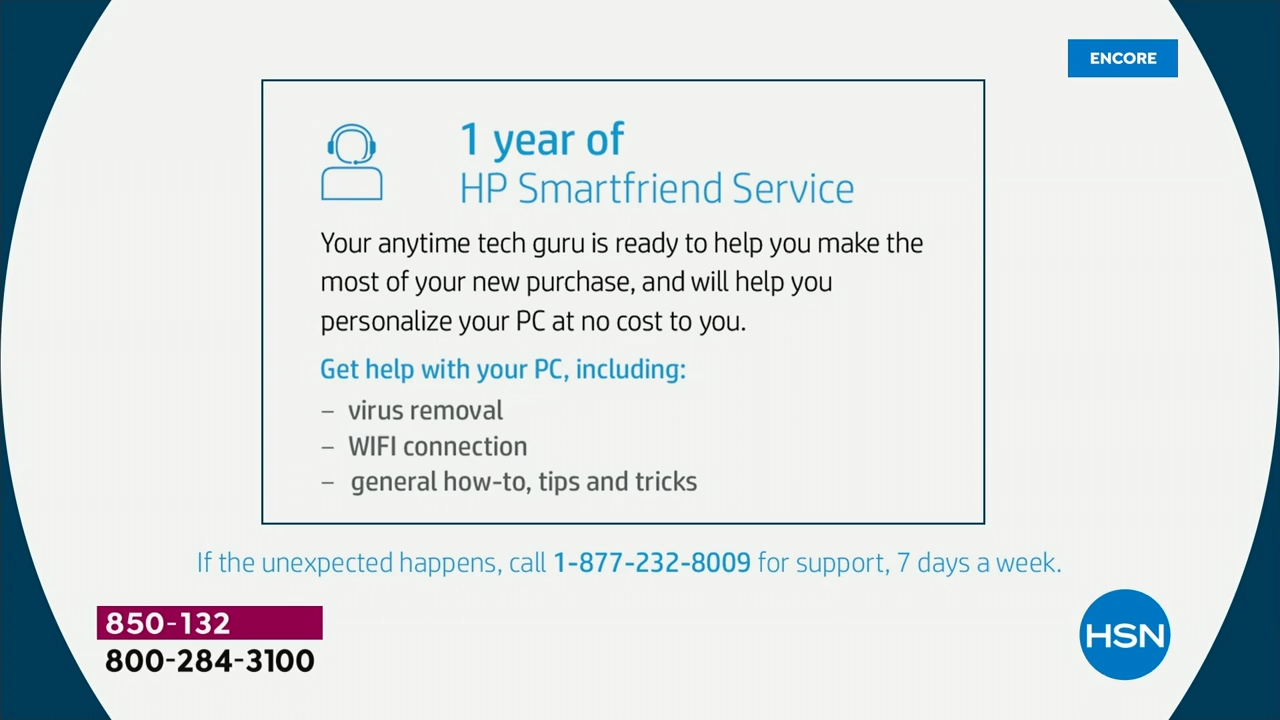 ENCORE
1 year of
HP Smartfriend Service
Your anytime tech guru is ready to help you make the
most of your new purchase, and will help you
personalize your PC at no cost to you.
Get help with your PC, including:
– virus removal
– WIFI connection
– general how-to, tips and tricks
If the unexpected happens, call 1-877-232-8009 for support, 7 days a week.
850-132
800-284-3100
HSN